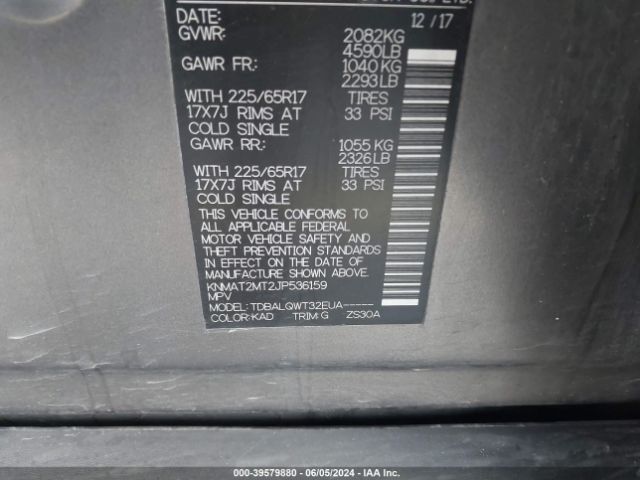 DATE: 12/17
GVWR: 2082KG
4590LB
GAWR FR: 1040KG
2293LB
WITH 225/65R17 TIRES
17X7J RIMS AT 33 PSI
COLD SINGLE
GAWR RR: 1055 KG
2326LB
WITH 225/65R17 TIRES
17X7J RIMS AT 33 PSI
COLD SINGLE
THIS VEHICLE CONFORMS TO
ALL APPLICABLE FEDERAL
MOTOR VEHICLE SAFETY AND
THEFT PREVENTION STANDARDS
IN EFFECT ON THE DATE OF
MANUFACTURE SHOWN ABOVE.
KNMAT2MT2JP536159
MPV
MODEL: TDBALQWT32EUA-----
COLOR:KAD TRIM:G ZS30A
000-39579880 - 06/05/2024 - IAA Inc.